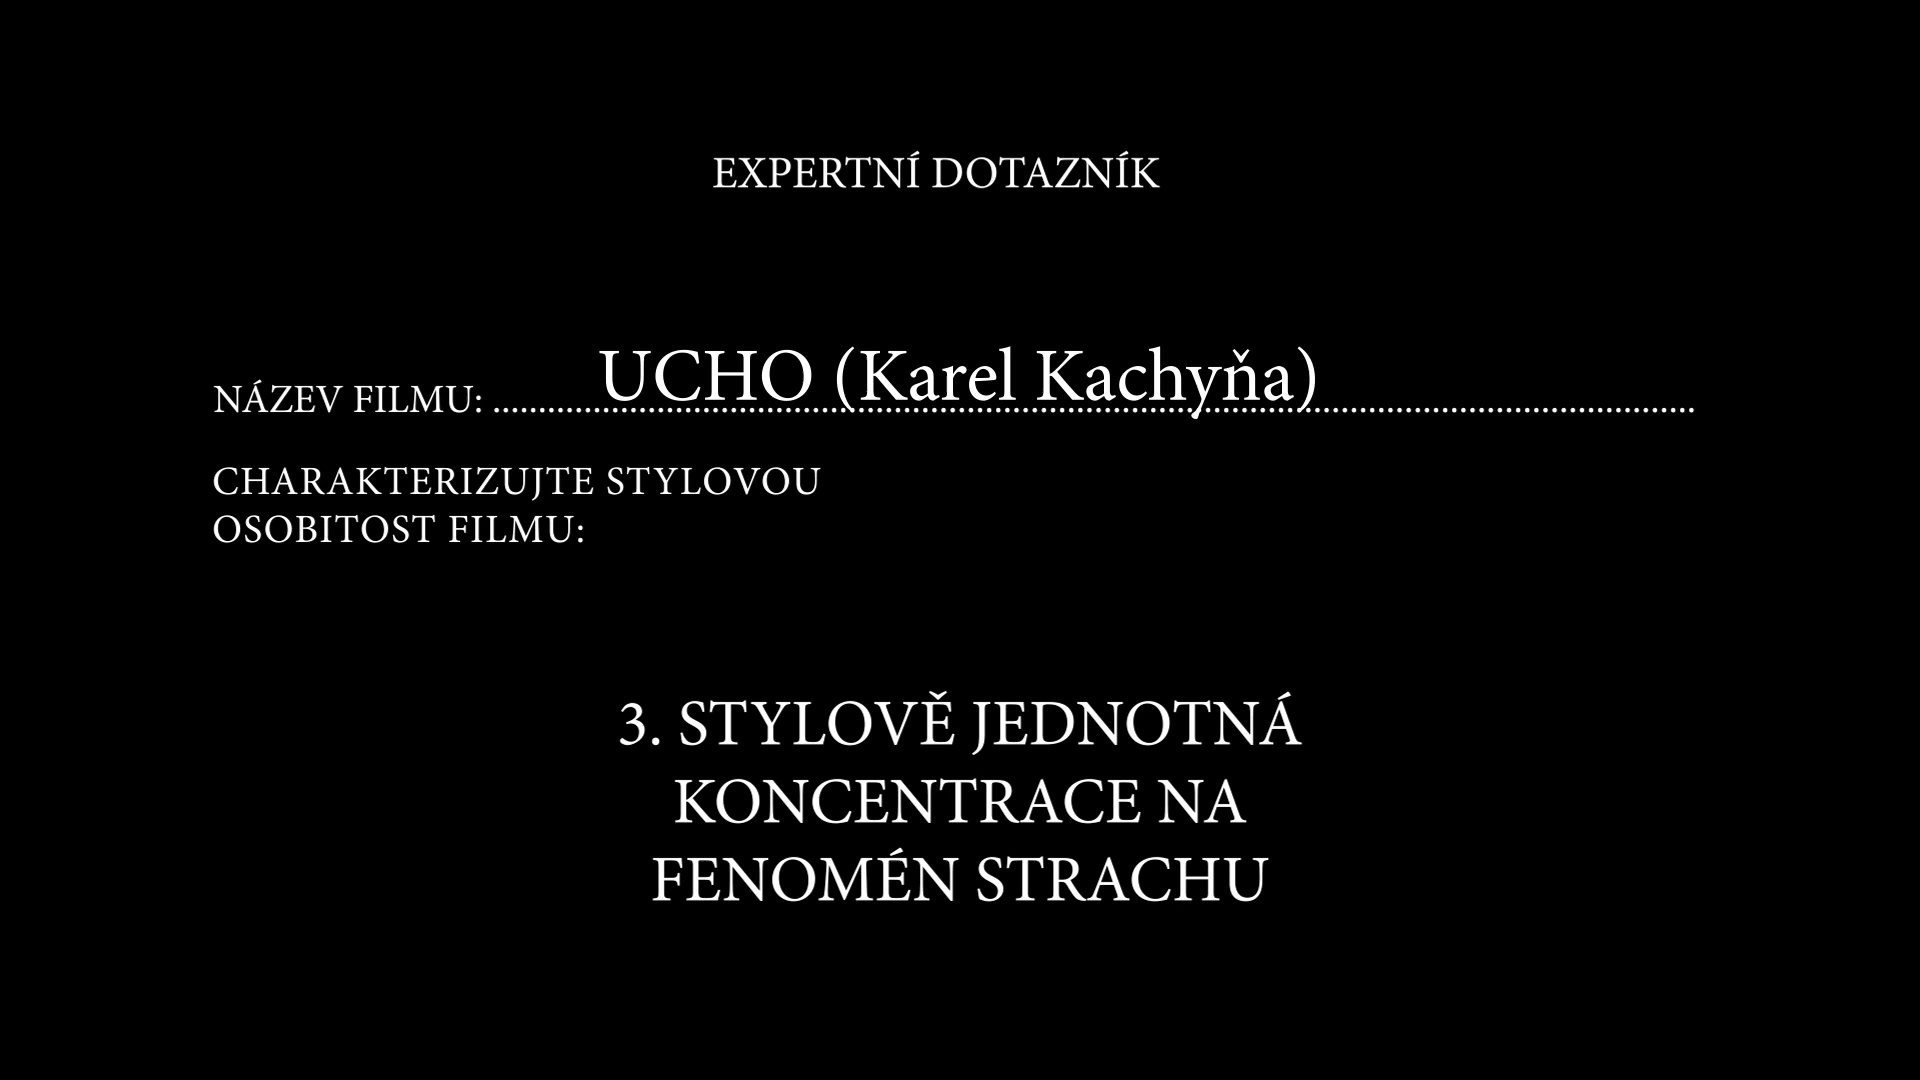 EXPERTNÍ DOTAZNÍK
NÁZEV FILMU: ........................ UCHO (Karel Kachyňa) ........................
CHARAKTERIZUJTE STYLOVOU
OSOBITOST FILMU:
3. STYLOVĚ JEDNOTNÁ
KONCENTRACE NA
FENOMÉN STRACHU